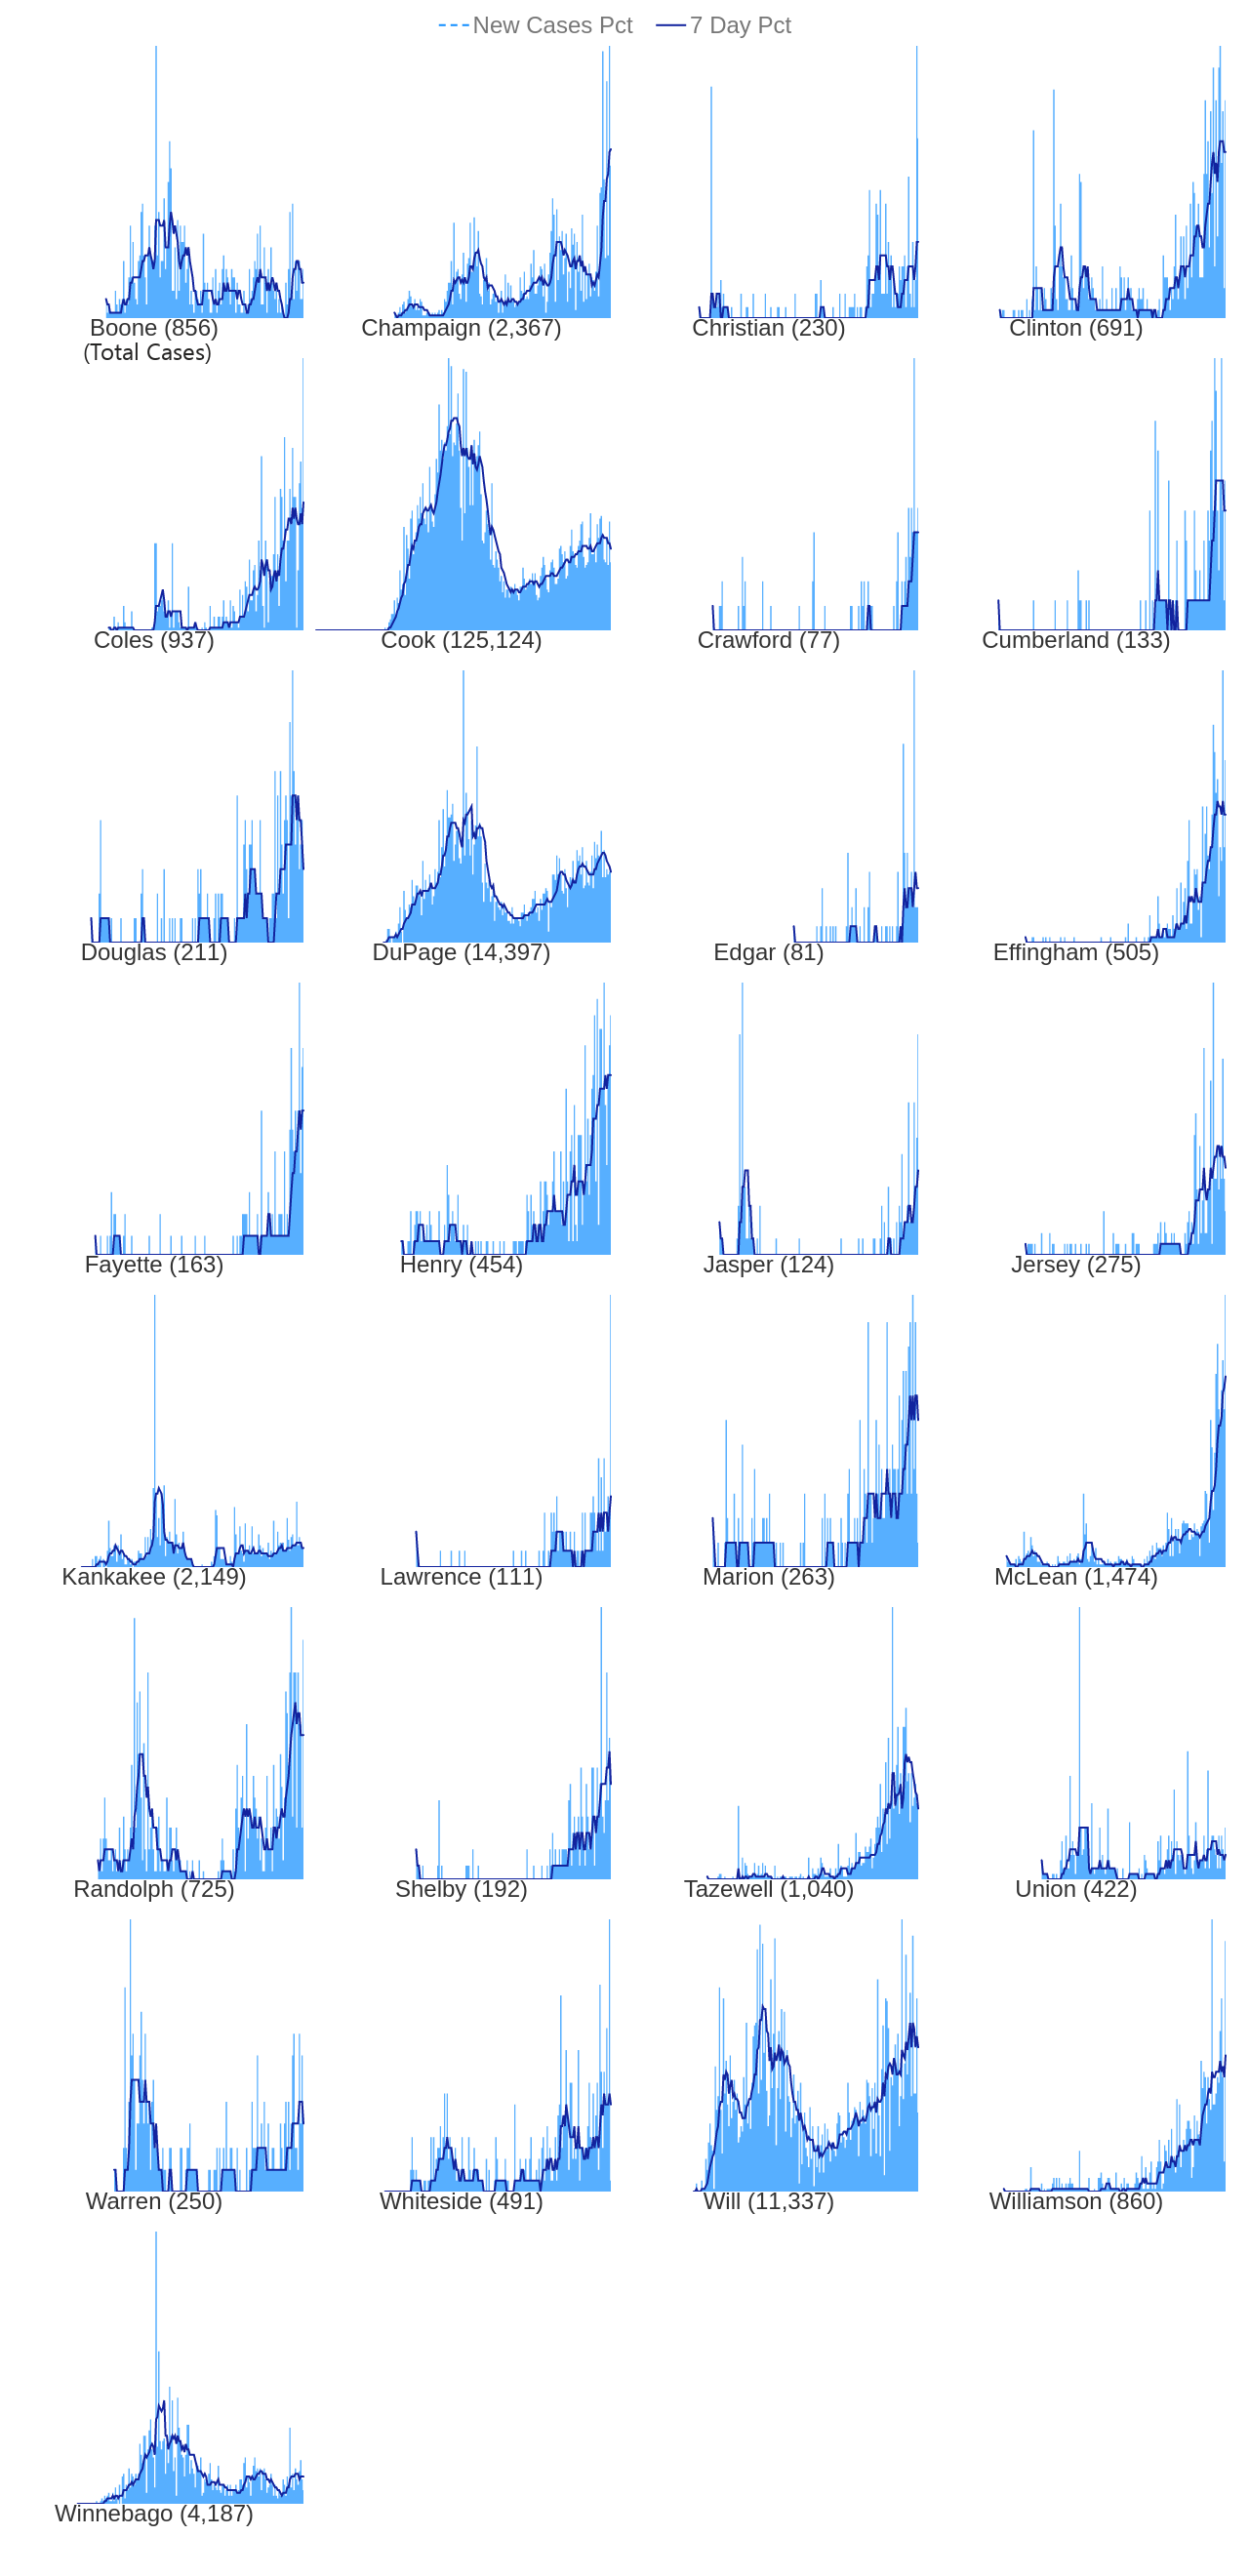 New Cases Pct 7 Day Pct
Boone (856) Champaign (2,367) Christian (230) Clinton (691)
(Total Cases)
Coles (937) Cook (125,124) Crawford (77) Cumberland (133)
Douglas (211) DuPage (14,397) Edgar (81) Effingham (505)
Fayette (163) Henry (454) Jasper (124) Jersey (275)
Kankakee (2,149) Lawrence (111) Marion (263) McLean (1,474)
Randolph (725) Shelby (192) Tazewell (1,040) Union (422)
Warren (250) Whiteside (491) Will (11,337) Williamson (860)
Winnebago (4,187)